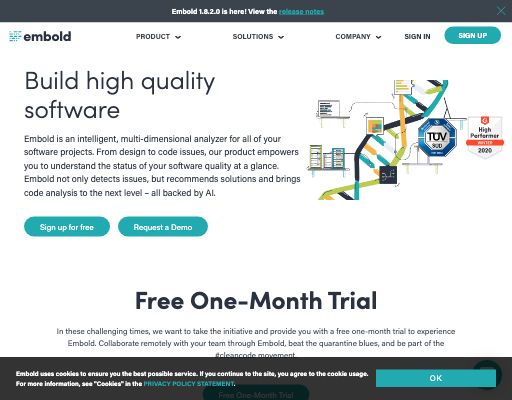 Embold 1.8.2.0 is here! View the release notes
embold
PRODUCT
SOLUTIONS
COMPANY
SIGN IN
SIGN UP
Build high quality
software
Embold is an intelligent, multi-dimensional analyzer for all of your
software projects. From design to code issues, our product empowers
you to understand the status of your software quality at a glance.
Embold not only detects issues, but recommends solutions and brings
code analysis to the next level – all backed by AI.
Sign up for free
Request a Demo
TÜV
SÜD
High
Performer
WINTER
2020
Free One-Month Trial
In these challenging times, we want to take the initiative and provide you with a free one-month trial to experience
Embold. Collaborate remotely with your team through Embold, beat the quarantine blues, and be part of the
#cleancode movement.
Embold uses cookies to ensure you the best possible service. If you continue to the site, you agree to the cookie usage.
For more information, see "Cookies" in the PRIVACY POLICY STATEMENT.
OK
Free One-Month Trial